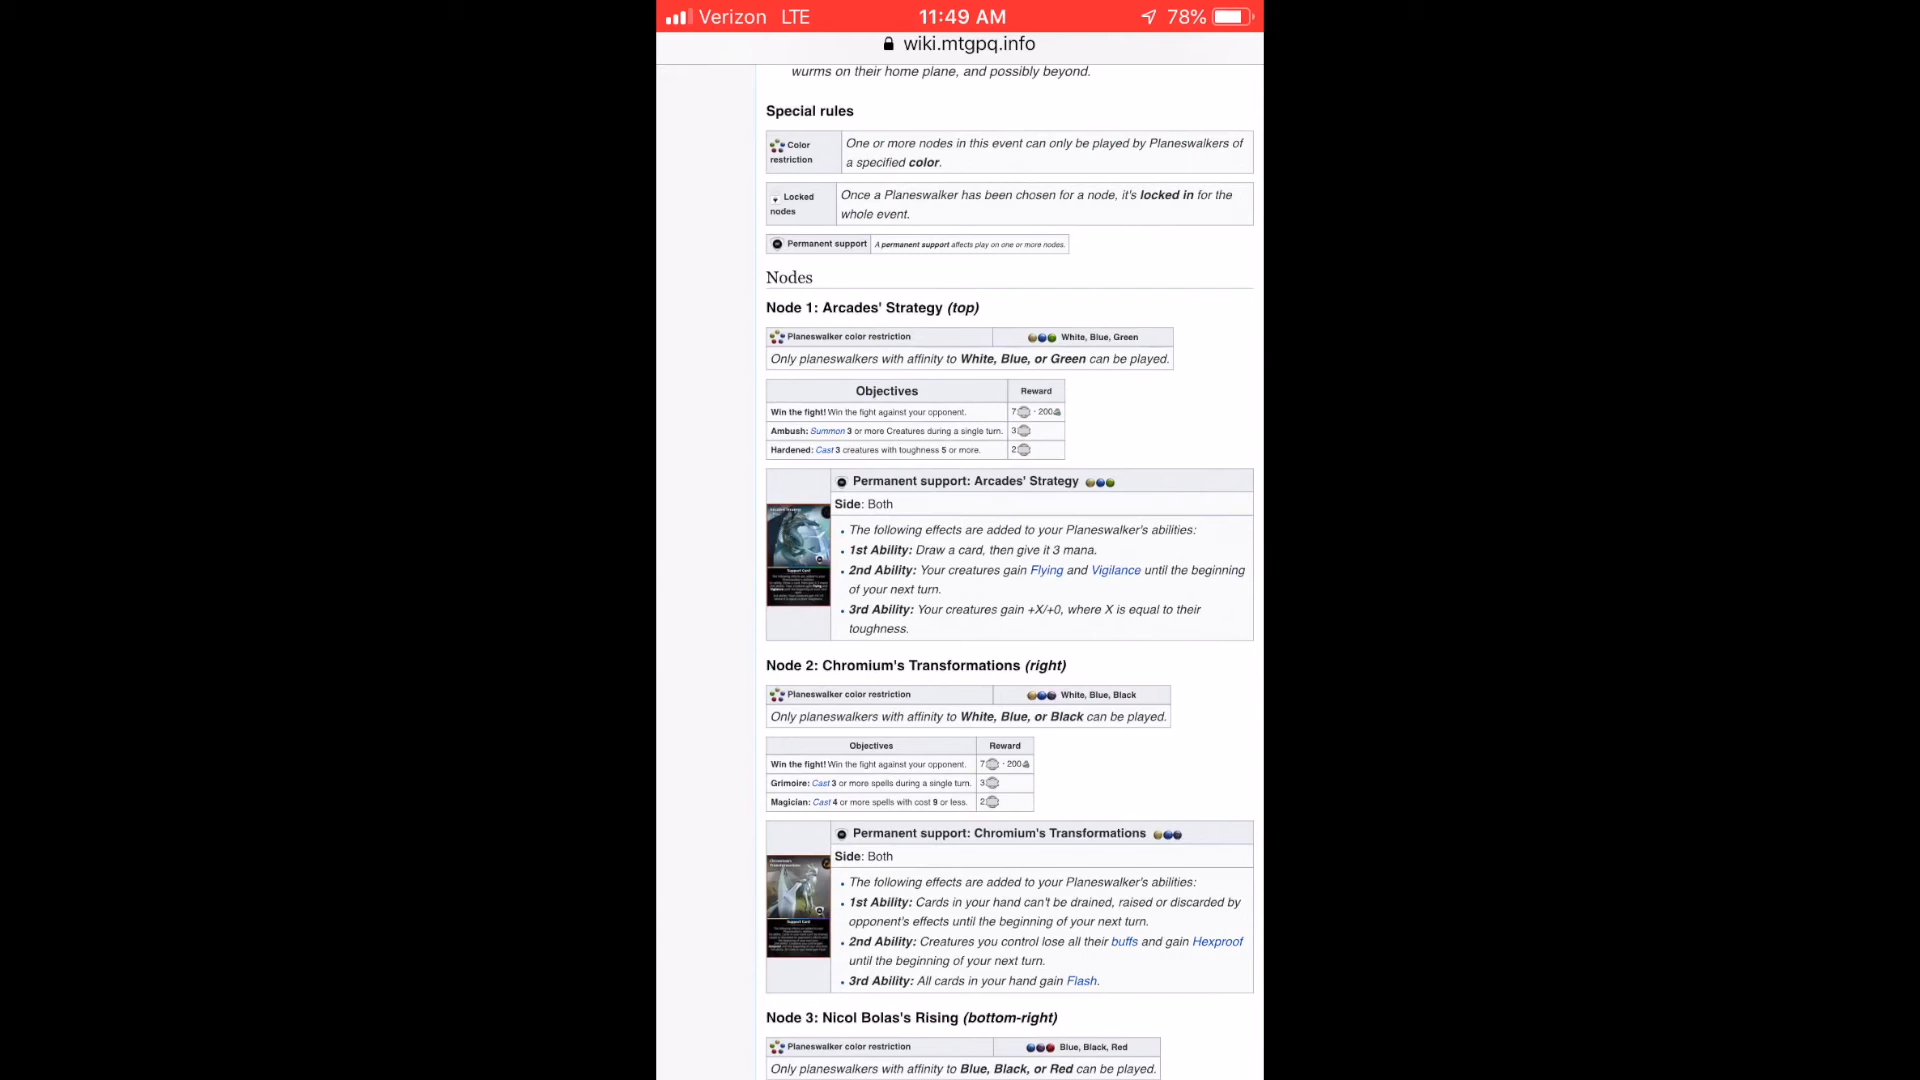 Verizon LTE 11:49 AM 78%
wiki.mtgpq.info
wurms on their home plane, and possibly beyond.
Special rules
Color restriction
One or more nodes in this event can only be played by Planeswalkers of
a specified color.
Locked nodes
Once a Planeswalker has been chosen for a node, it's locked in for the
whole event.
Permanent support A permanent support affects play on one or more nodes.
Nodes
Node 1: Arcades' Strategy (top)
Planeswalker color restriction White, Blue, Green
Only planeswalkers with affinity to White, Blue, or Green can be played.
Objectives Reward
Win the fight! Win the fight against your opponent. 7 · 200
Ambush: Summon 3 or more Creatures during a single turn. 3
Hardened: Cast 3 creatures with toughness 5 or more. 2
Permanent support: Arcades' Strategy
Side: Both
• The following effects are added to your Planeswalker's abilities:
• 1st Ability: Draw a card, then give it 3 mana.
• 2nd Ability: Your creatures gain Flying and Vigilance until the beginning
of your next turn.
• 3rd Ability: Your creatures gain +X/+0, where X is equal to their
toughness.
Node 2: Chromium's Transformations (right)
Planeswalker color restriction White, Blue, Black
Only planeswalkers with affinity to White, Blue, or Black can be played.
Objectives Reward
Win the fight! Win the fight against your opponent. 7 · 200
Grimoire: Cast 3 or more spells during a single turn. 3
Magician: Cast 4 or more spells with cost 9 or less. 2
Permanent support: Chromium's Transformations
Chromium's
Transformations
Support Card
Side: Both
• The following effects are added to your Planeswalker's abilities:
• 1st Ability: Cards in your hand can't be drained, raised or discarded by
opponent's effects until the beginning of your next turn.
• 2nd Ability: Creatures you control lose all their buffs and gain Hexproof
until the beginning of your next turn.
• 3rd Ability: All cards in your hand gain Flash.
Node 3: Nicol Bolas's Rising (bottom-right)
Planeswalker color restriction Blue, Black, Red
Only planeswalkers with affinity to Blue, Black, or Red can be played.